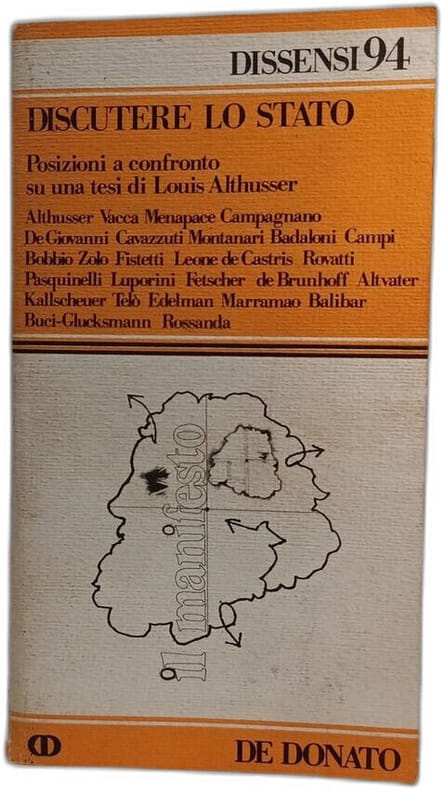 DISSENSI 94
DISCUTERE LO STATO
Posizioni a confronto
su una tesi di Louis Althusser
Althusser Vacca Menapace Campagnano
De Giovanni Cavazzuti Montanari Badaloni Campi
Bobbio Zolo Fistetti Leone de Castris Rovatti
Pasquinelli Luporini Fetscher de Brunhoff Altvater
Kallscheuer Telò Edelman Marramao Balibar
Buci-Glucksmann Rossanda
il manifesto
DE DONATO